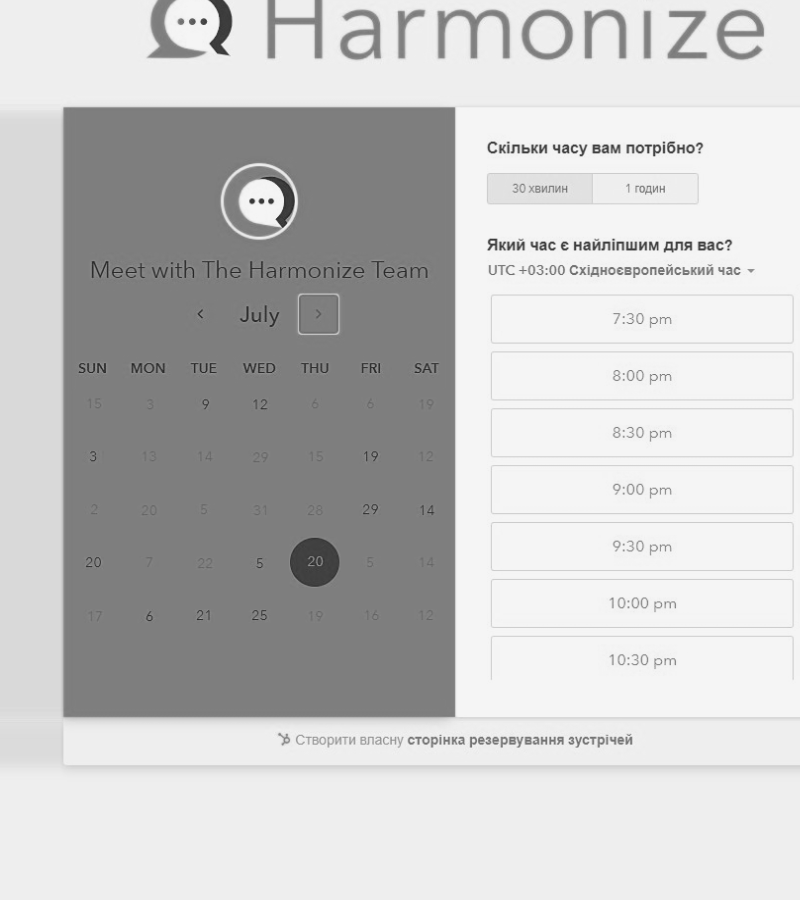 Harmonize
Meet with The Harmonize Team
July
SUN MON TUE WED THU FRI SAT
15 3 9 12 6 6 19
3 13 14 29 15 19 12
2 20 5 31 28 29 14
20 7 22 5 20 5 14
17 6 21 25 19 16 12
Скільки часу вам потрібно?
30 хвилин 1 годин
Який час є найліпшим для вас?
UTC +03:00 Східноєвропейський час
7:30 pm
8:00 pm
8:30 pm
9:00 pm
9:30 pm
10:00 pm
10:30 pm
Створити власну сторінка резервування зустрічей